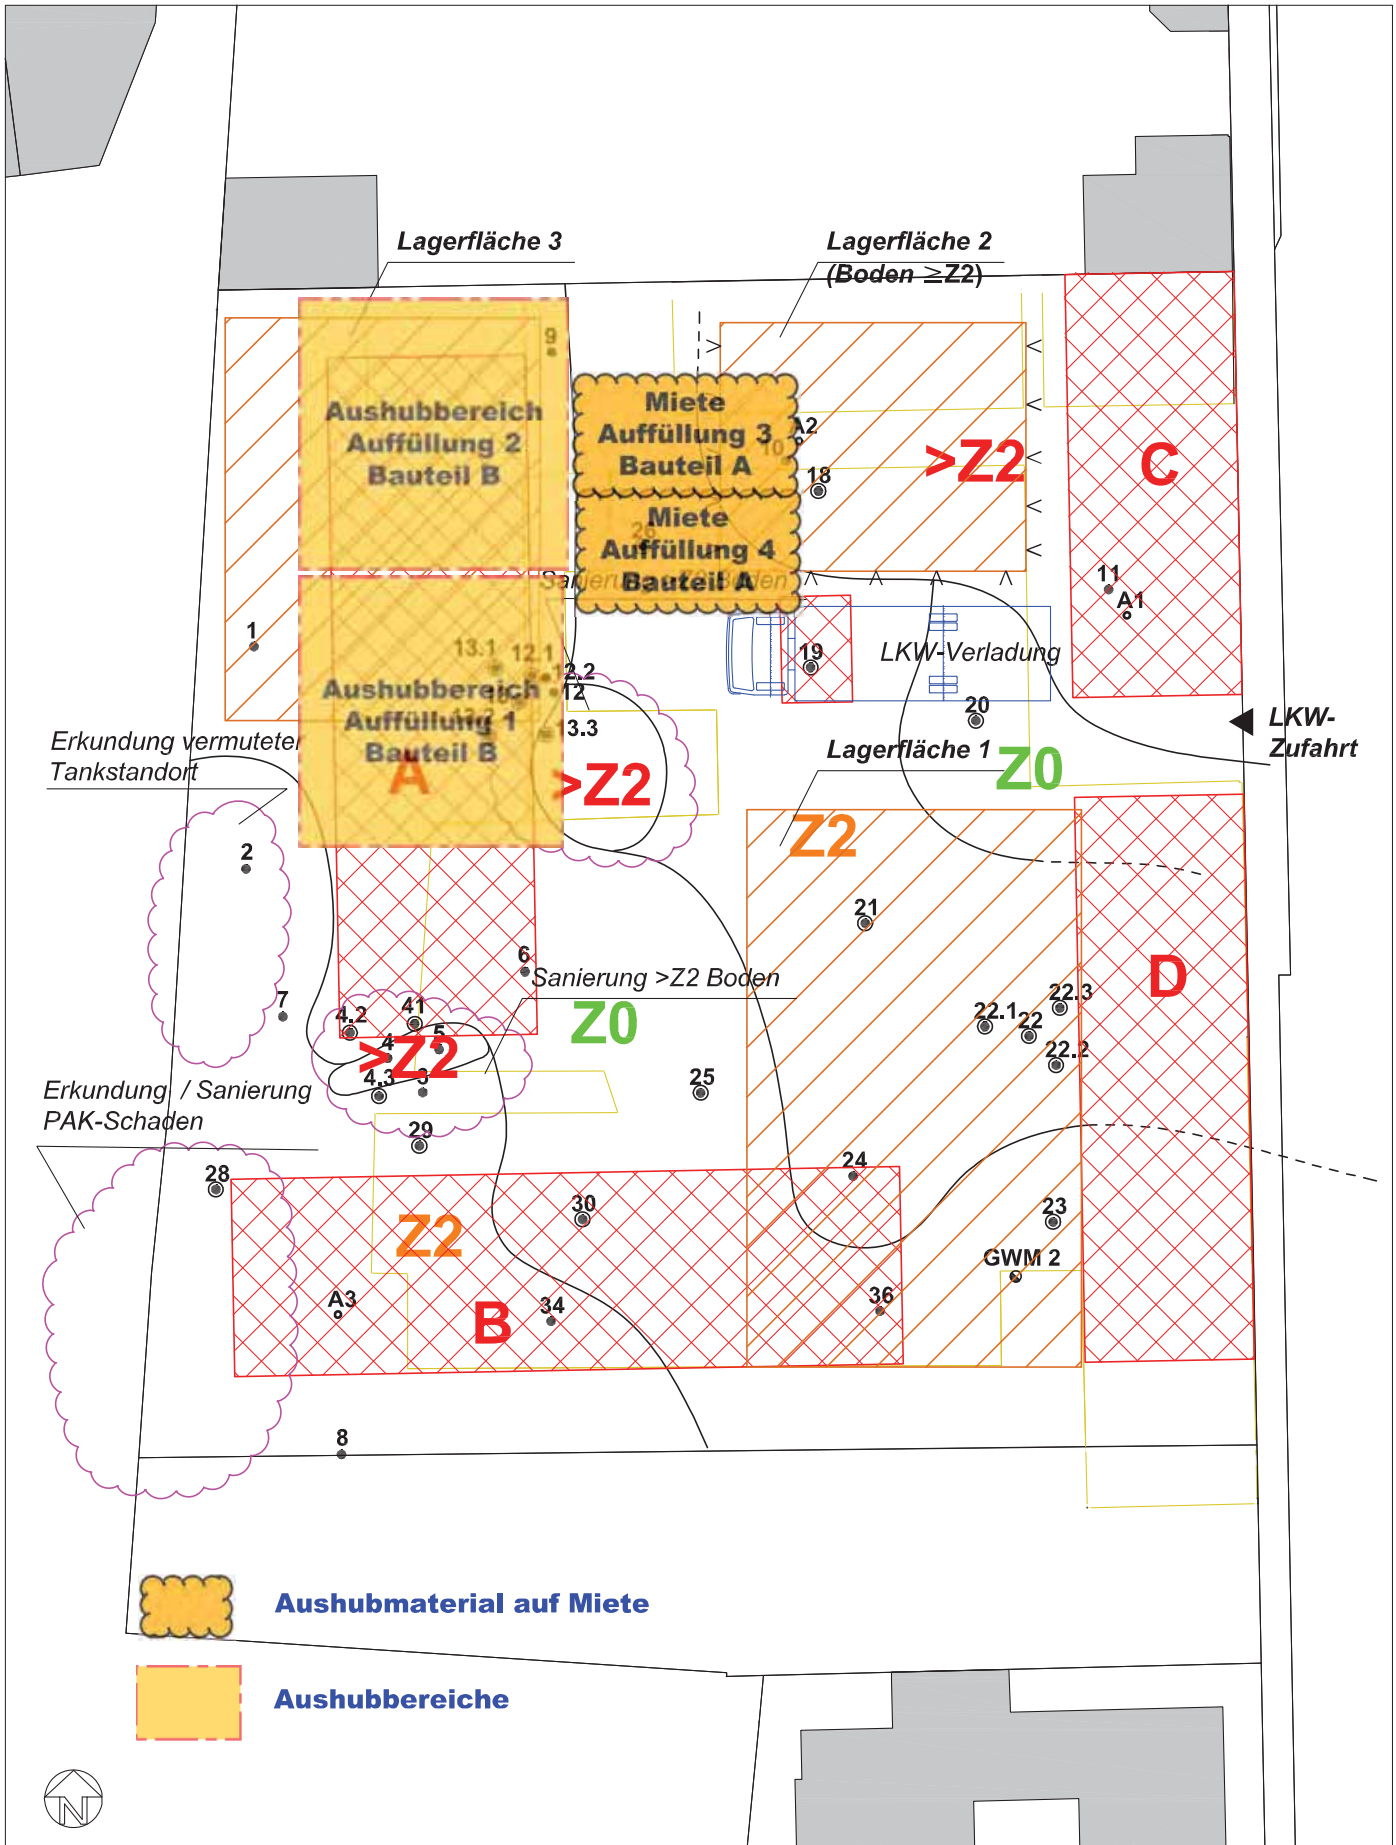 Lagerfläche 3
Lagerfläche 2
(Boden ≥Z2)
9
Aushubbereich
Auffüllung 2
Bauteil B
Miete
Auffüllung 3
Bauteil A
A2
10
18
>Z2
C
Miete
Auffüllung 4
Bauteil A
26
11
A1
1
13.1
12.1
12.2
12
13.3
Aushubbereich
Auffüllung 1
Bauteil B
A
19
LKW-Verladung
20
LKW-
Zufahrt
Erkundung vermuteter
Tankstandort
>Z2
Lagerfläche 1
Z0
Z2
2
21
D
6
Sanierung >Z2 Boden
7
4.2
41
5
4
>Z2
4.3
3
Z0
22.1
22
22.3
22.2
25
Erkundung / Sanierung
PAK-Schaden
29
28
24
30
23
Z2
GWM 2
A3
B
34
36
8
Aushubmaterial auf Miete
Aushubbereiche
N